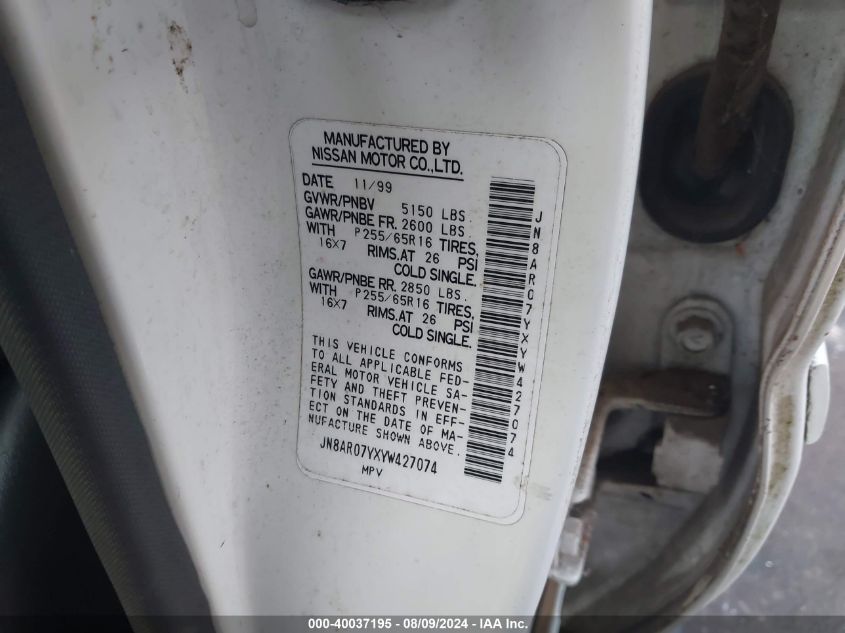 MANUFACTURED BY
NISSAN MOTOR CO.,LTD.
DATE 11/99
GVWR/PNBV 5150 LBS.
GAWR/PNBE FR. 2600 LBS.
WITH P255/65R16 TIRES,
16X7 RIMS.AT 26 PSI
COLD SINGLE.
GAWR/PNBE RR. 2850 LBS.
WITH P255/65R16 TIRES,
16X7 RIMS.AT 26 PSI
COLD SINGLE.
THIS VEHICLE CONFORMS
TO ALL APPLICABLE FED-
ERAL MOTOR VEHICLE SA-
FETY AND THEFT PREVEN-
TION STANDARDS IN EFF-
ECT ON THE DATE OF MA-
NUFACTURE SHOWN ABOVE.
JN8AR07YXYW427074
MPV
JN8AR07YXYW427074
000-40037195 - 08/09/2024 - IAA Inc.